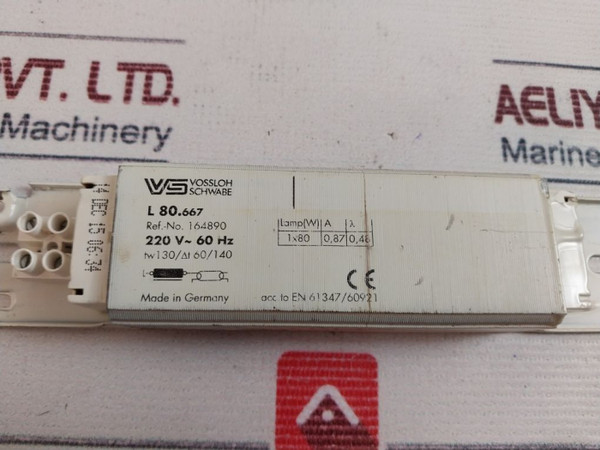 PVT. LTD.
Machinery
AELIY
Marine
14 DEC 15 06:34
VS VOSSLOH
SCHWABE
L 80.667
Ref.-No. 164890
220 V~ 60 Hz
tw130/Δt 60/140
L
Made in Germany
Lamp(W) A λ
1x80 0,87 0,46
CE
acc to EN 61347/60921